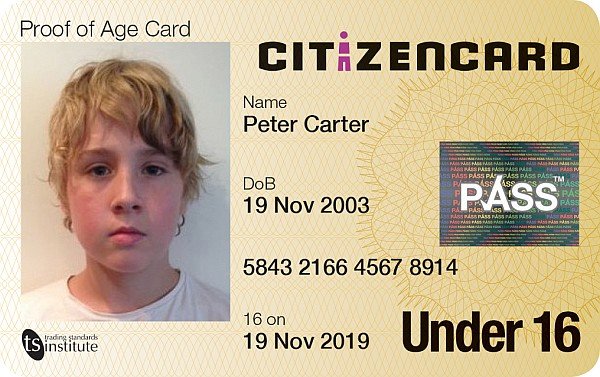 Proof of Age Card
CITIZENCARD
Name
Peter Carter
DoB
19 Nov 2003
PASS™
5843 2166 4567 8914
16 on
19 Nov 2019
Under 16
ts trading standards
institute